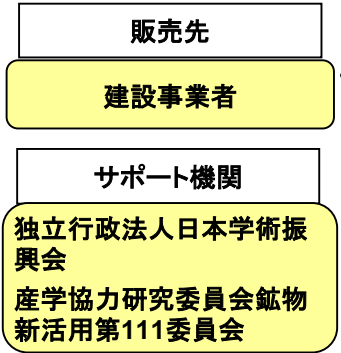 販売先
建設事業者
サポート機関
独立行政法人日本学術振
興会
産学協力研究委員会鉱物
新活用第111委員会